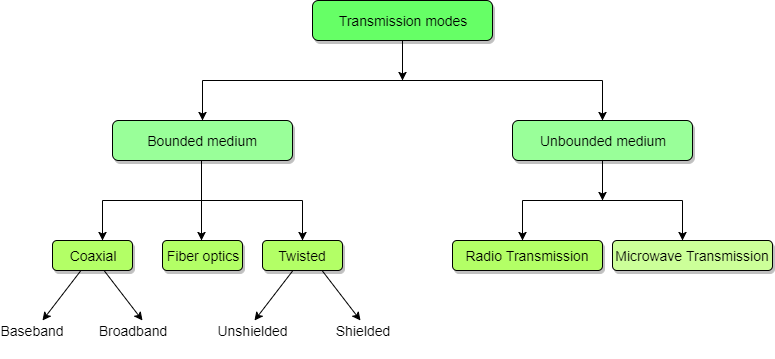 Transmission modes
Bounded medium
Unbounded medium
Coaxial
Fiber optics
Twisted
Radio Transmission
Microwave Transmission
Baseband
Broadband
Unshielded
Shielded